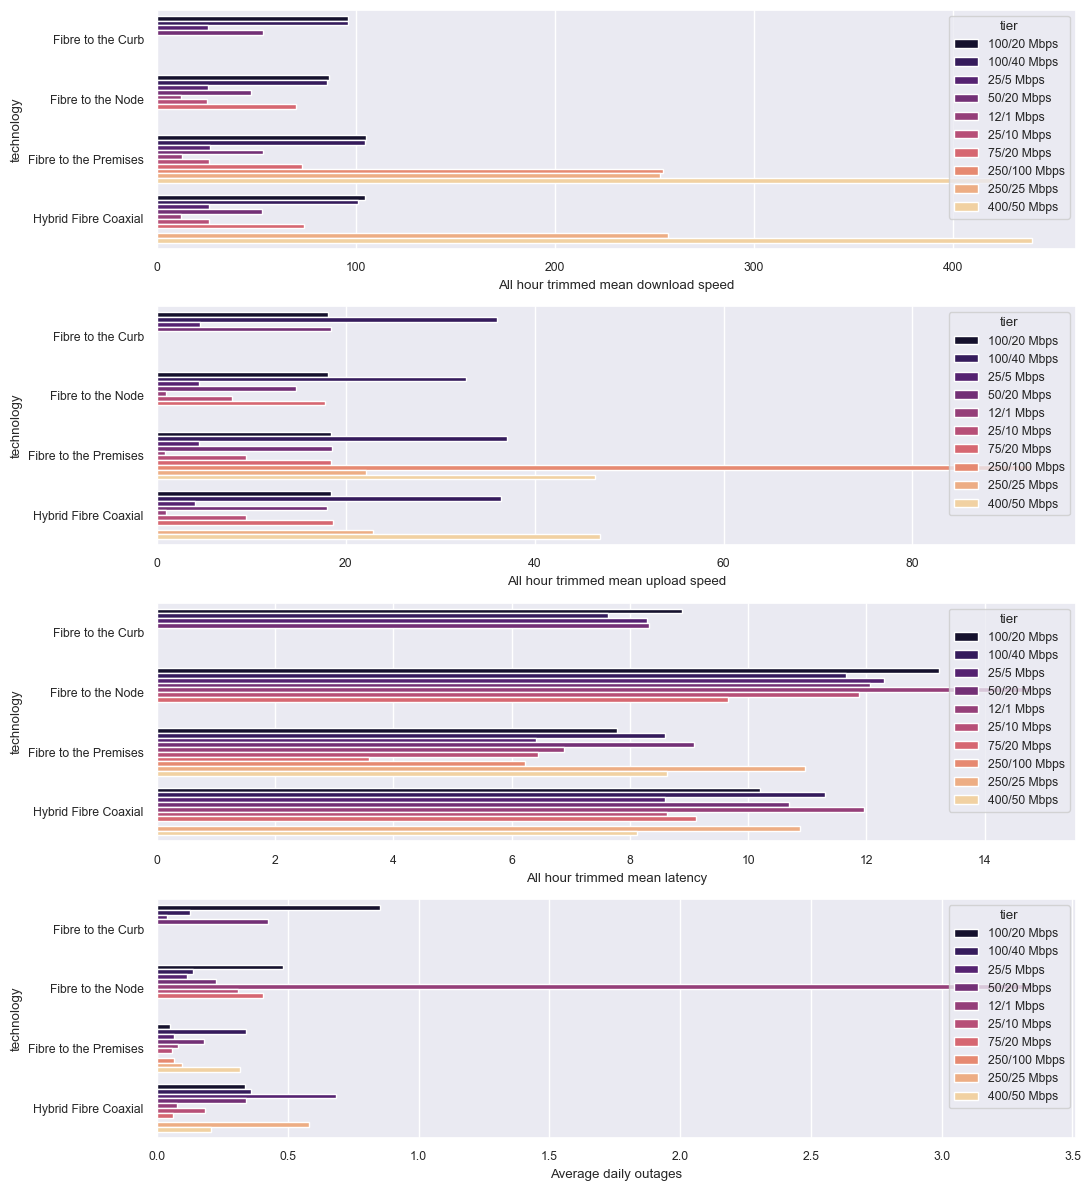 technology
Fibre to the Curb
Fibre to the Node
Fibre to the Premises
Hybrid Fibre Coaxial
tier
100/20 Mbps
100/40 Mbps
25/5 Mbps
50/20 Mbps
12/1 Mbps
25/10 Mbps
75/20 Mbps
250/100 Mbps
250/25 Mbps
400/50 Mbps
0 100 200 300 400
All hour trimmed mean download speed
technology
Fibre to the Curb
Fibre to the Node
Fibre to the Premises
Hybrid Fibre Coaxial
tier
100/20 Mbps
100/40 Mbps
25/5 Mbps
50/20 Mbps
12/1 Mbps
25/10 Mbps
75/20 Mbps
250/100 Mbps
250/25 Mbps
400/50 Mbps
0 20 40 60 80
All hour trimmed mean upload speed
technology
Fibre to the Curb
Fibre to the Node
Fibre to the Premises
Hybrid Fibre Coaxial
tier
100/20 Mbps
100/40 Mbps
25/5 Mbps
50/20 Mbps
12/1 Mbps
25/10 Mbps
75/20 Mbps
250/100 Mbps
250/25 Mbps
400/50 Mbps
0 2 4 6 8 10 12 14
All hour trimmed mean latency
technology
Fibre to the Curb
Fibre to the Node
Fibre to the Premises
Hybrid Fibre Coaxial
tier
100/20 Mbps
100/40 Mbps
25/5 Mbps
50/20 Mbps
12/1 Mbps
25/10 Mbps
75/20 Mbps
250/100 Mbps
250/25 Mbps
400/50 Mbps
0.0 0.5 1.0 1.5 2.0 2.5 3.0 3.5
Average daily outages